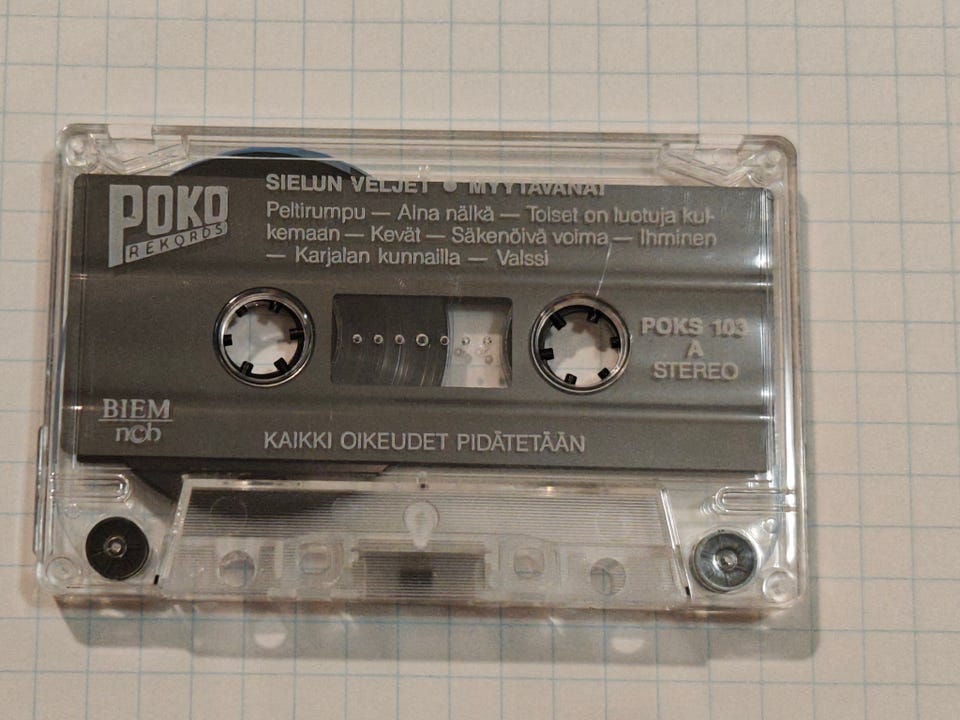 POKO
REKORDS
SIELUN VELJET • MYYTÄVÄNÄ!
Peltirumpu — Aina nälkä — Toiset on luotuja kul-
kemaan — Kevät — Säkenöivä voima — Ihminen
— Karjalan kunnailla — Valssi
POKS 103
A
STEREO
BIEM
ncb
KAIKKI OIKEUDET PIDÄTETÄÄN